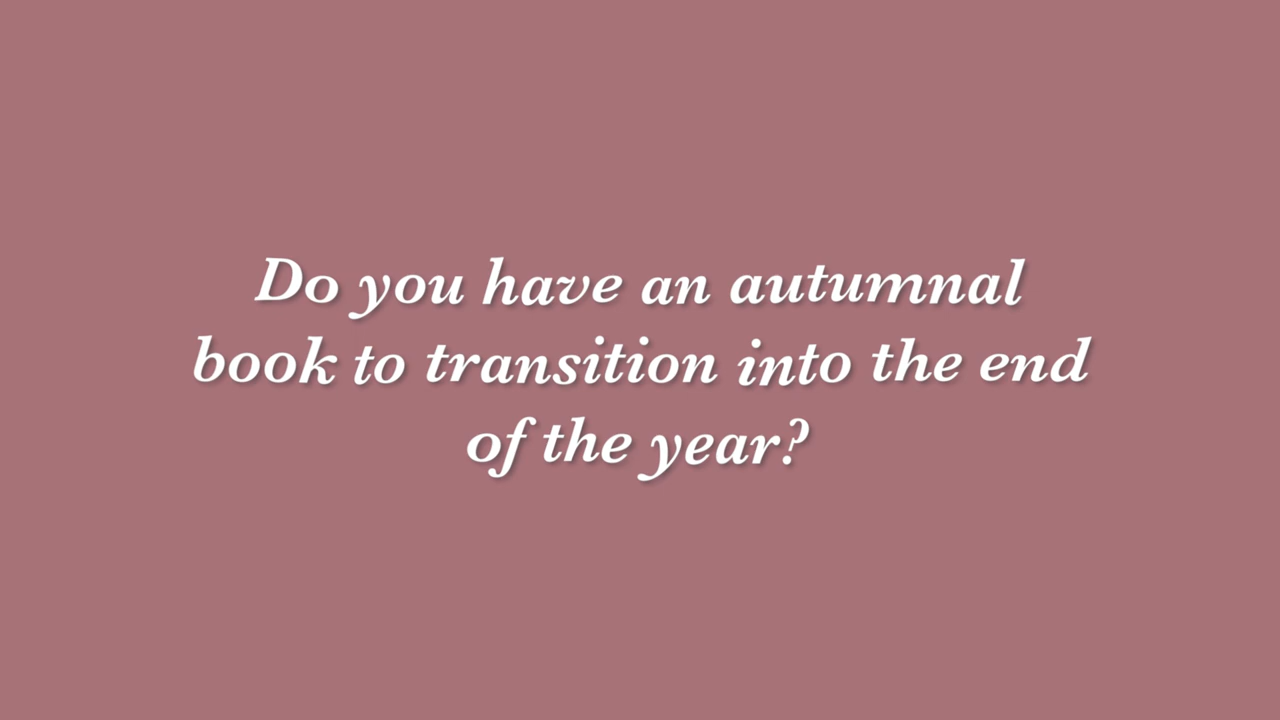 Do you have an autumnal
book to transition into the end
of the year?